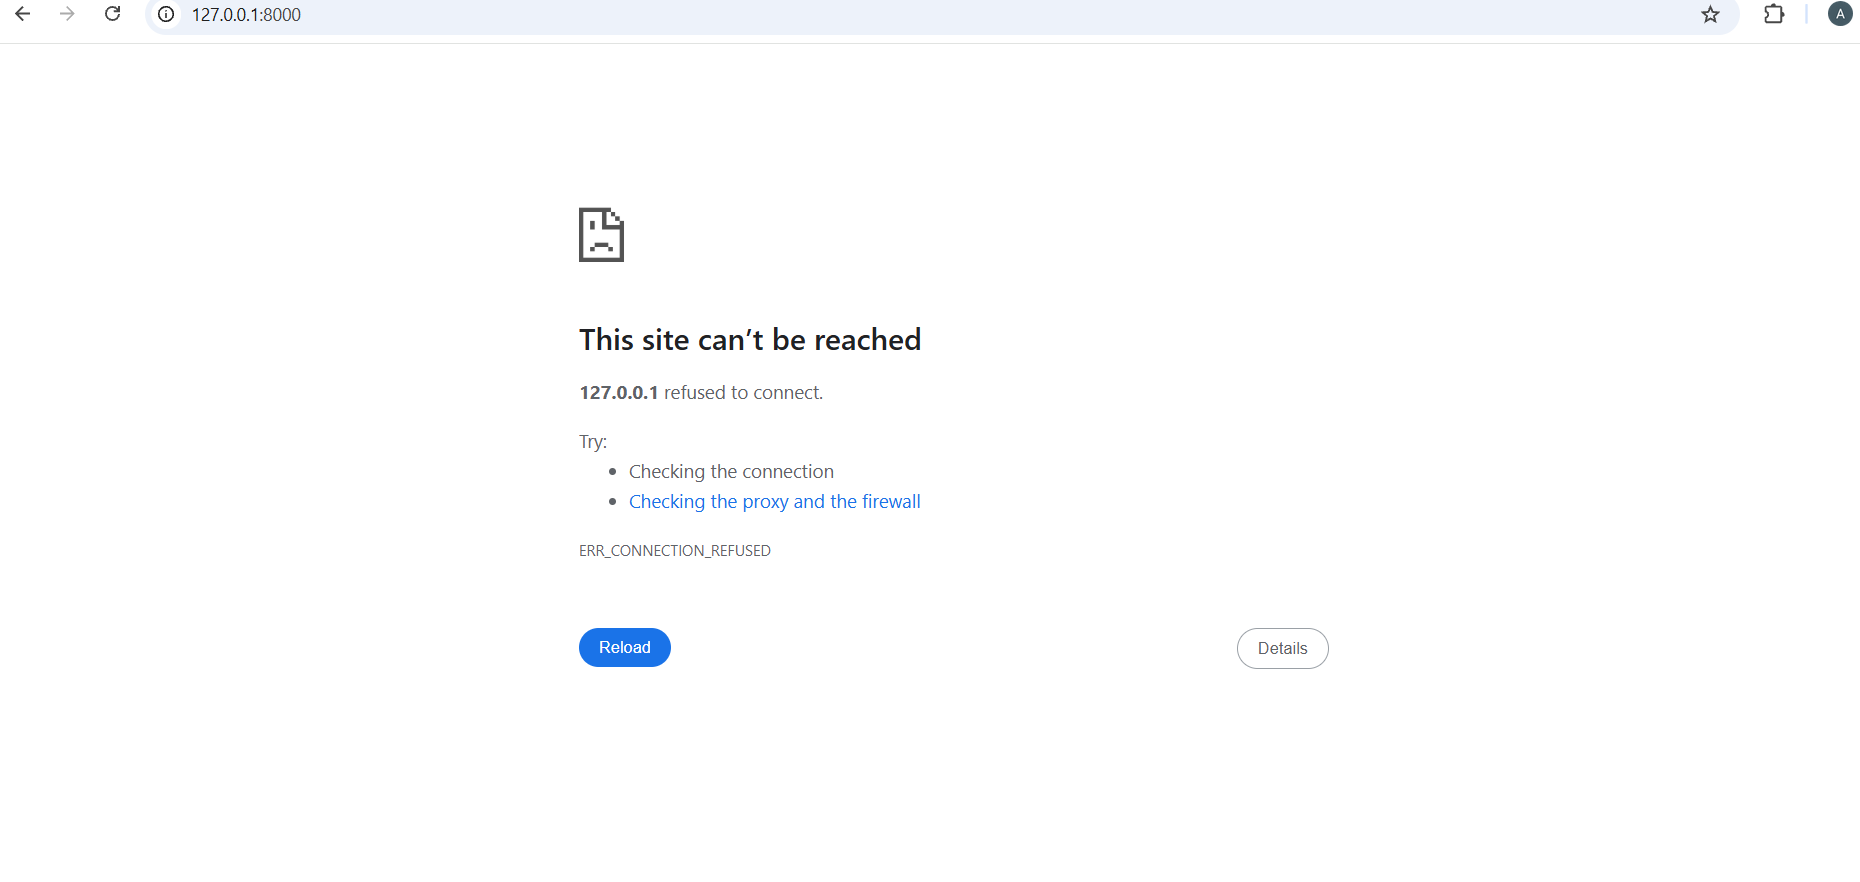 127.0.0.1:8000
A
This site can’t be reached
127.0.0.1 refused to connect.
Try:
Checking the connection
Checking the proxy and the firewall
ERR_CONNECTION_REFUSED
Reload
Details